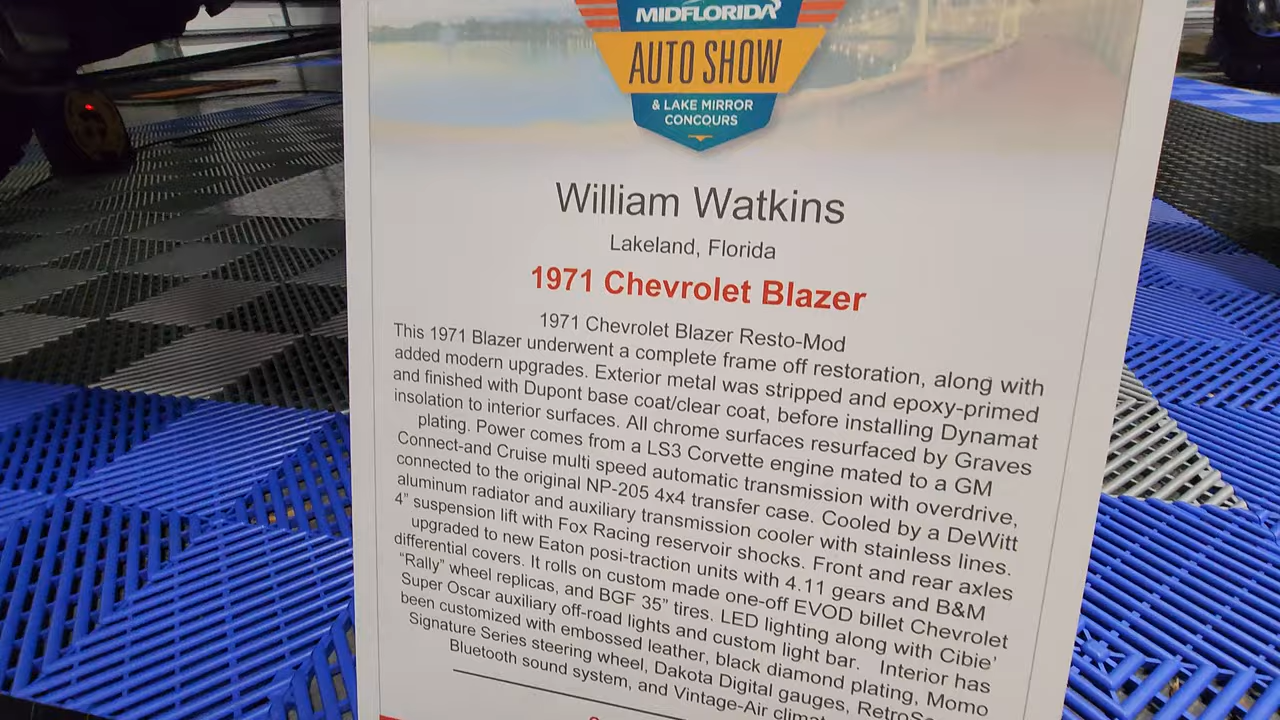 MIDFLORIDA
AUTO SHOW
& LAKE MIRROR
CONCOURS
William Watkins
Lakeland, Florida
1971 Chevrolet Blazer
1971 Chevrolet Blazer Resto-Mod
This 1971 Blazer underwent a complete frame off restoration, along with
added modern upgrades. Exterior metal was stripped and epoxy-primed
and finished with Dupont base coat/clear coat, before installing Dynamat
insolation to interior surfaces. All chrome surfaces resurfaced by Graves
plating. Power comes from a LS3 Corvette engine mated to a GM
Connect-and Cruise multi speed automatic transmission with overdrive,
connected to the original NP-205 4x4 transfer case. Cooled by a DeWitt
aluminum radiator and auxiliary transmission cooler with stainless lines.
4” suspension lift with Fox Racing reservoir shocks. Front and rear axles
upgraded to new Eaton posi-traction units with 4.11 gears and B&M
differential covers. It rolls on custom made one-off EVOD billet Chevrolet
“Rally” wheel replicas, and BGF 35” tires. LED lighting along with Cibie’
Super Oscar auxiliary off-road lights and custom light bar. Interior has
been customized with embossed leather, black diamond plating, Momo
Signature Series steering wheel, Dakota Digital gauges,
Bluetooth sound system, and Vintage-Air